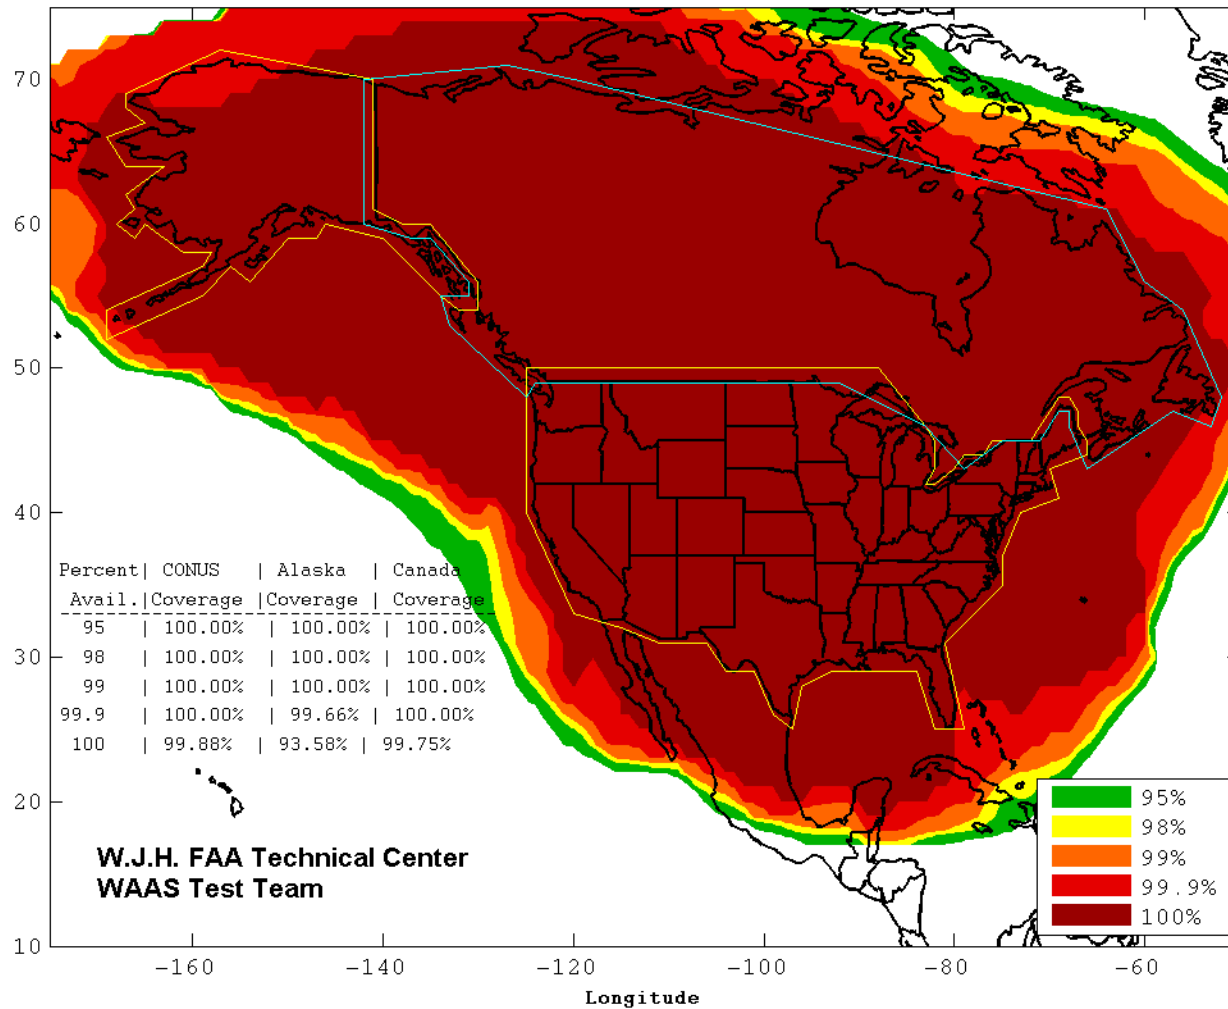 70
60
50
40
30
20
10
Percent| CONUS | Alaska | Canada
Avail.|Coverage |Coverage | Coverage
95 | 100.00% | 100.00% | 100.00%
98 | 100.00% | 100.00% | 100.00%
99 | 100.00% | 100.00% | 100.00%
99.9 | 100.00% | 99.66% | 100.00%
100 | 99.88% | 93.58% | 99.75%
W.J.H. FAA Technical Center
WAAS Test Team
95%
98%
99%
99.9%
100%
-160 -140 -120 -100 -80 -60
Longitude